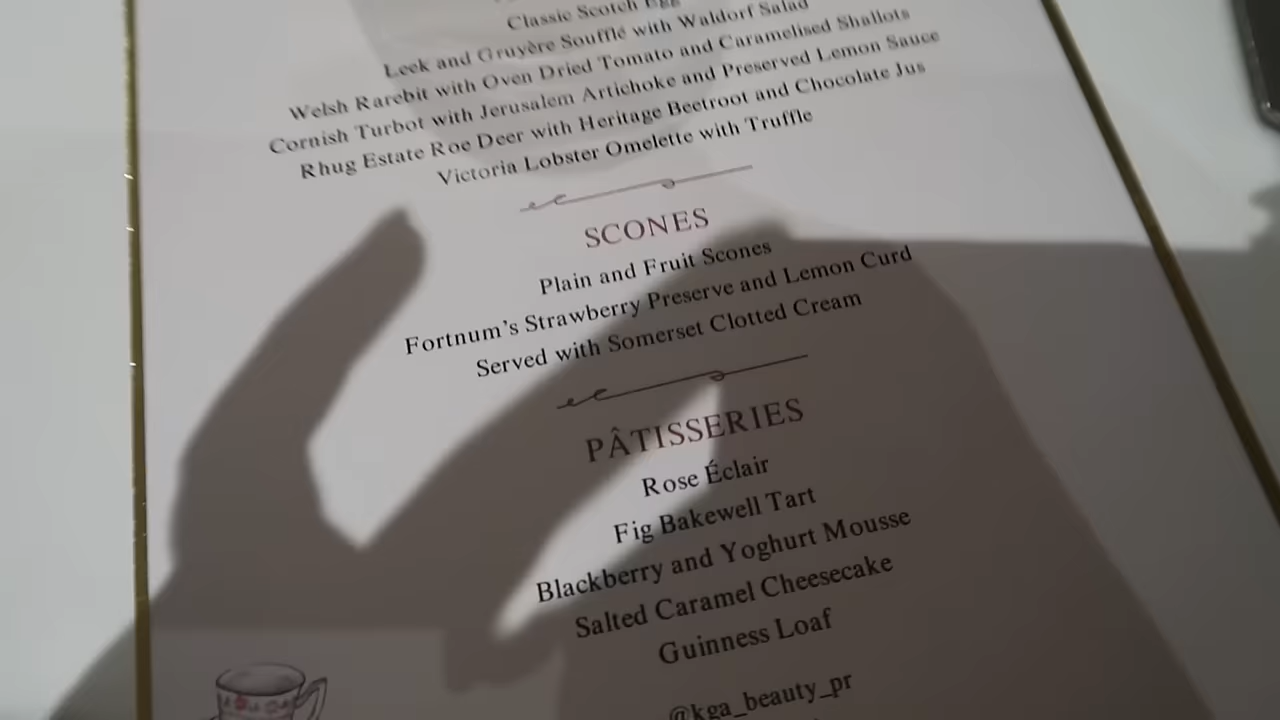 Classic Scotch Egg
Leek and Gruyère Soufflé with Waldorf Salad
Welsh Rarebit with Oven Dried Tomato and Caramelised Shallots
Cornish Turbot with Jerusalem Artichoke and Preserved Lemon Sauce
Rhug Estate Roe Deer with Heritage Beetroot and Chocolate Jus
Victoria Lobster Omelette with Truffle
SCONES
Plain and Fruit Scones
Fortnum's Strawberry Preserve and Lemon Curd
Served with Somerset Clotted Cream
PÂTISSERIES
Rose Éclair
Fig Bakewell Tart
Blackberry and Yoghurt Mousse
Salted Caramel Cheesecake
Guinness Loaf
@kga_beauty_pr